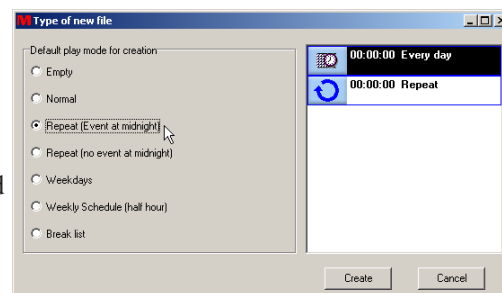 Type of new file
Default play mode for creation
Empty
Normal
Repeat (Event at midnight)
Repeat (no event at midnight)
Weekdays
Weekly Schedule (half hour)
Break list
00:00:00 Every day
00:00:00 Repeat
Create
Cancel